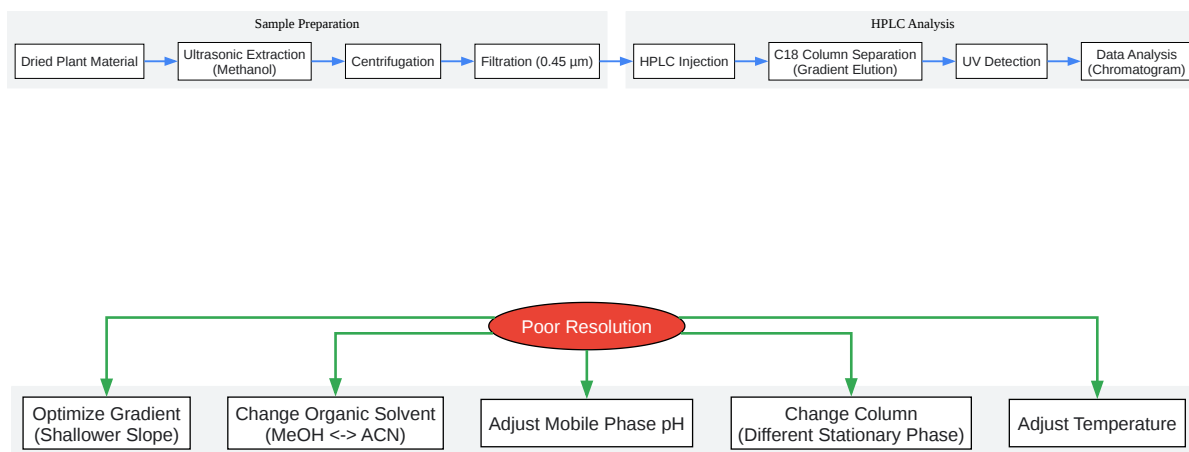 Sample Preparation
HPLC Analysis
Dried Plant Material
Ultrasonic Extraction
(Methanol)
Centrifugation
Filtration (0.45 µm)
HPLC Injection
C18 Column Separation
(Gradient Elution)
UV Detection
Data Analysis
(Chromatogram)
Poor Resolution
Optimize Gradient
(Shallower Slope)
Change Organic Solvent
(MeOH <-> ACN)
Adjust Mobile Phase pH
Change Column
(Different Stationary Phase)
Adjust Temperature